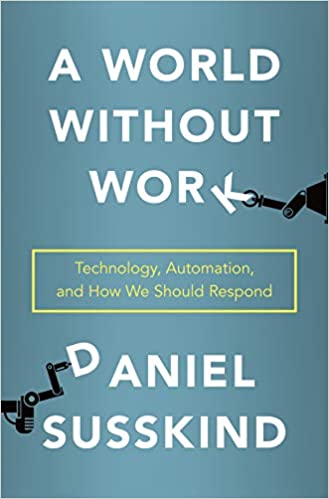 A WORLD
WITHOUT
WORK
Technology, Automation,
and How We Should Respond
DANIEL
SUSSKIND